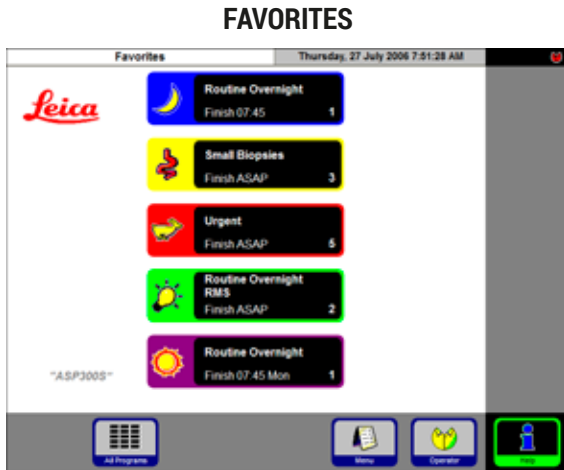 FAVORITES
Favorites
Thursday, 27 July 2006 7:51:28 AM
Leica
Routine Overnight
Finish 07:45 1
Small Biopsies
Finish ASAP 3
Urgent
Finish ASAP 5
Routine Overnight
RMS
Finish ASAP 2
Routine Overnight
Finish 07:45 Mon 1
"ASP300S"
All Programs
Menu
Operator
Help